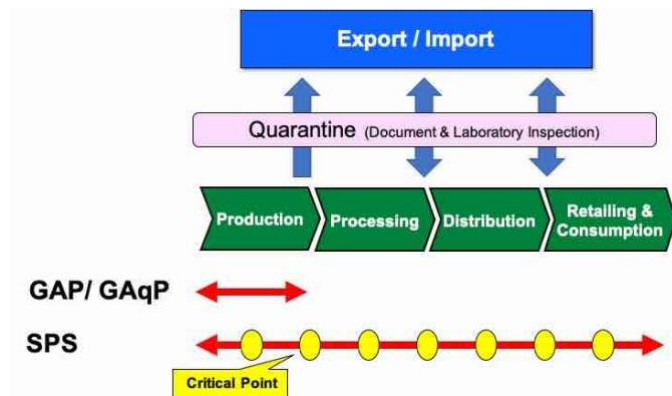 Export / Import
Quarantine (Document & Laboratory Inspection)
Production
Processing
Distribution
Retailing &
Consumption
GAP/ GAqP
SPS
Critical Point